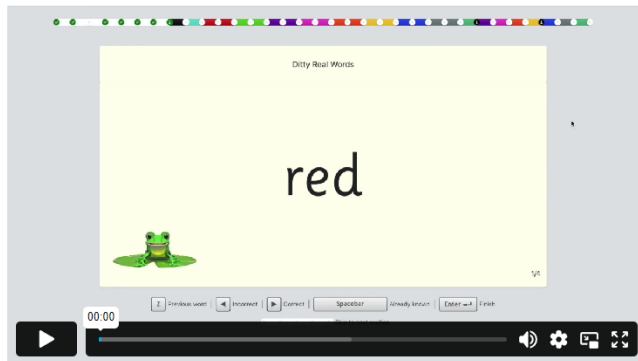 Ditty Real Words
red
1/1
Z Previous word | Incorrect | Correct | Spacebar Already known | Enter Finish
00:00